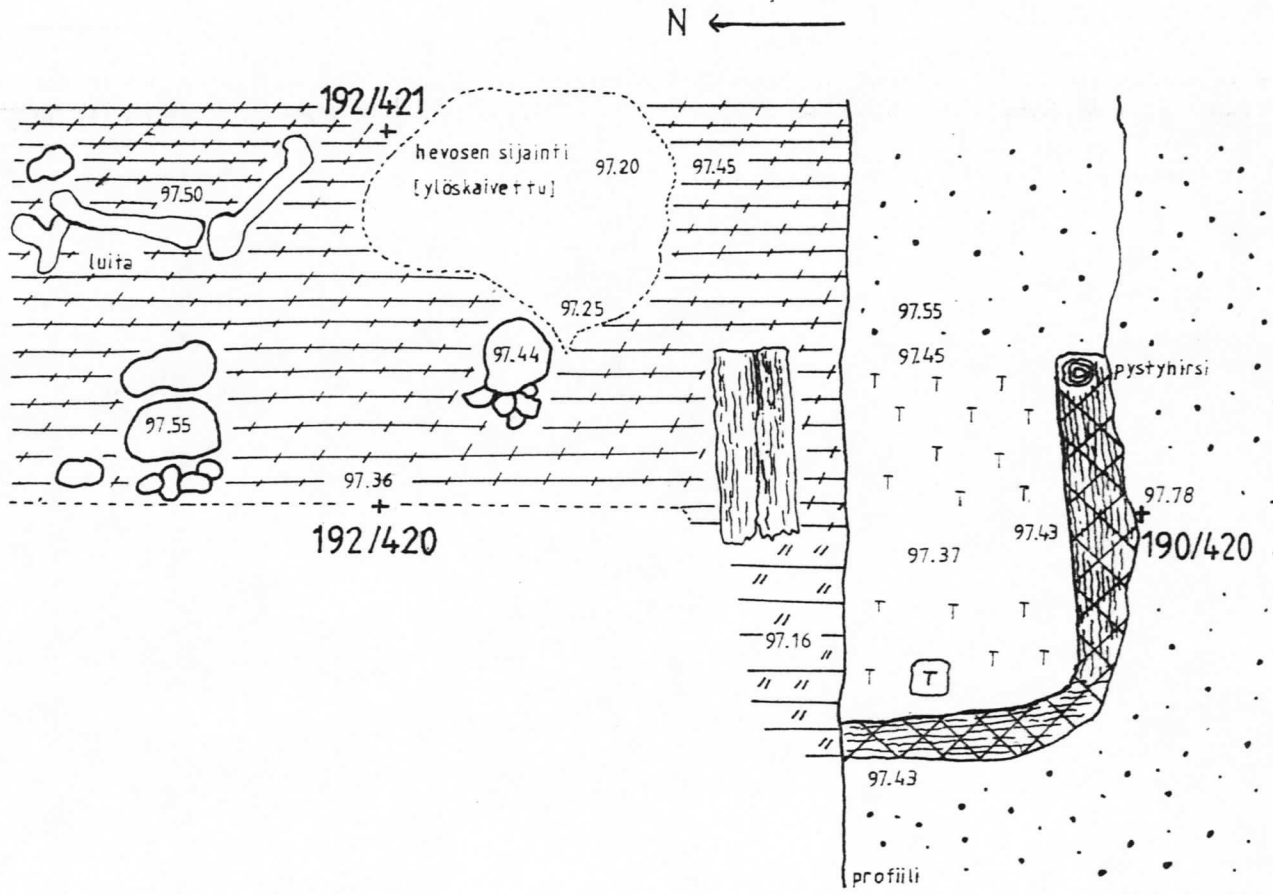 N
192/421
hevosen sijainti
[ylöskaivettu]
97.20
97.45
97.50
luita
97.25
97.55
97.44
97.45
pystyhirsi
T T T
T T T
97.55
T T
97.36
T T T
97.78
192/420
97.43
190/420
97.37
T T T
97.16
T T
T T
97.43
profiili